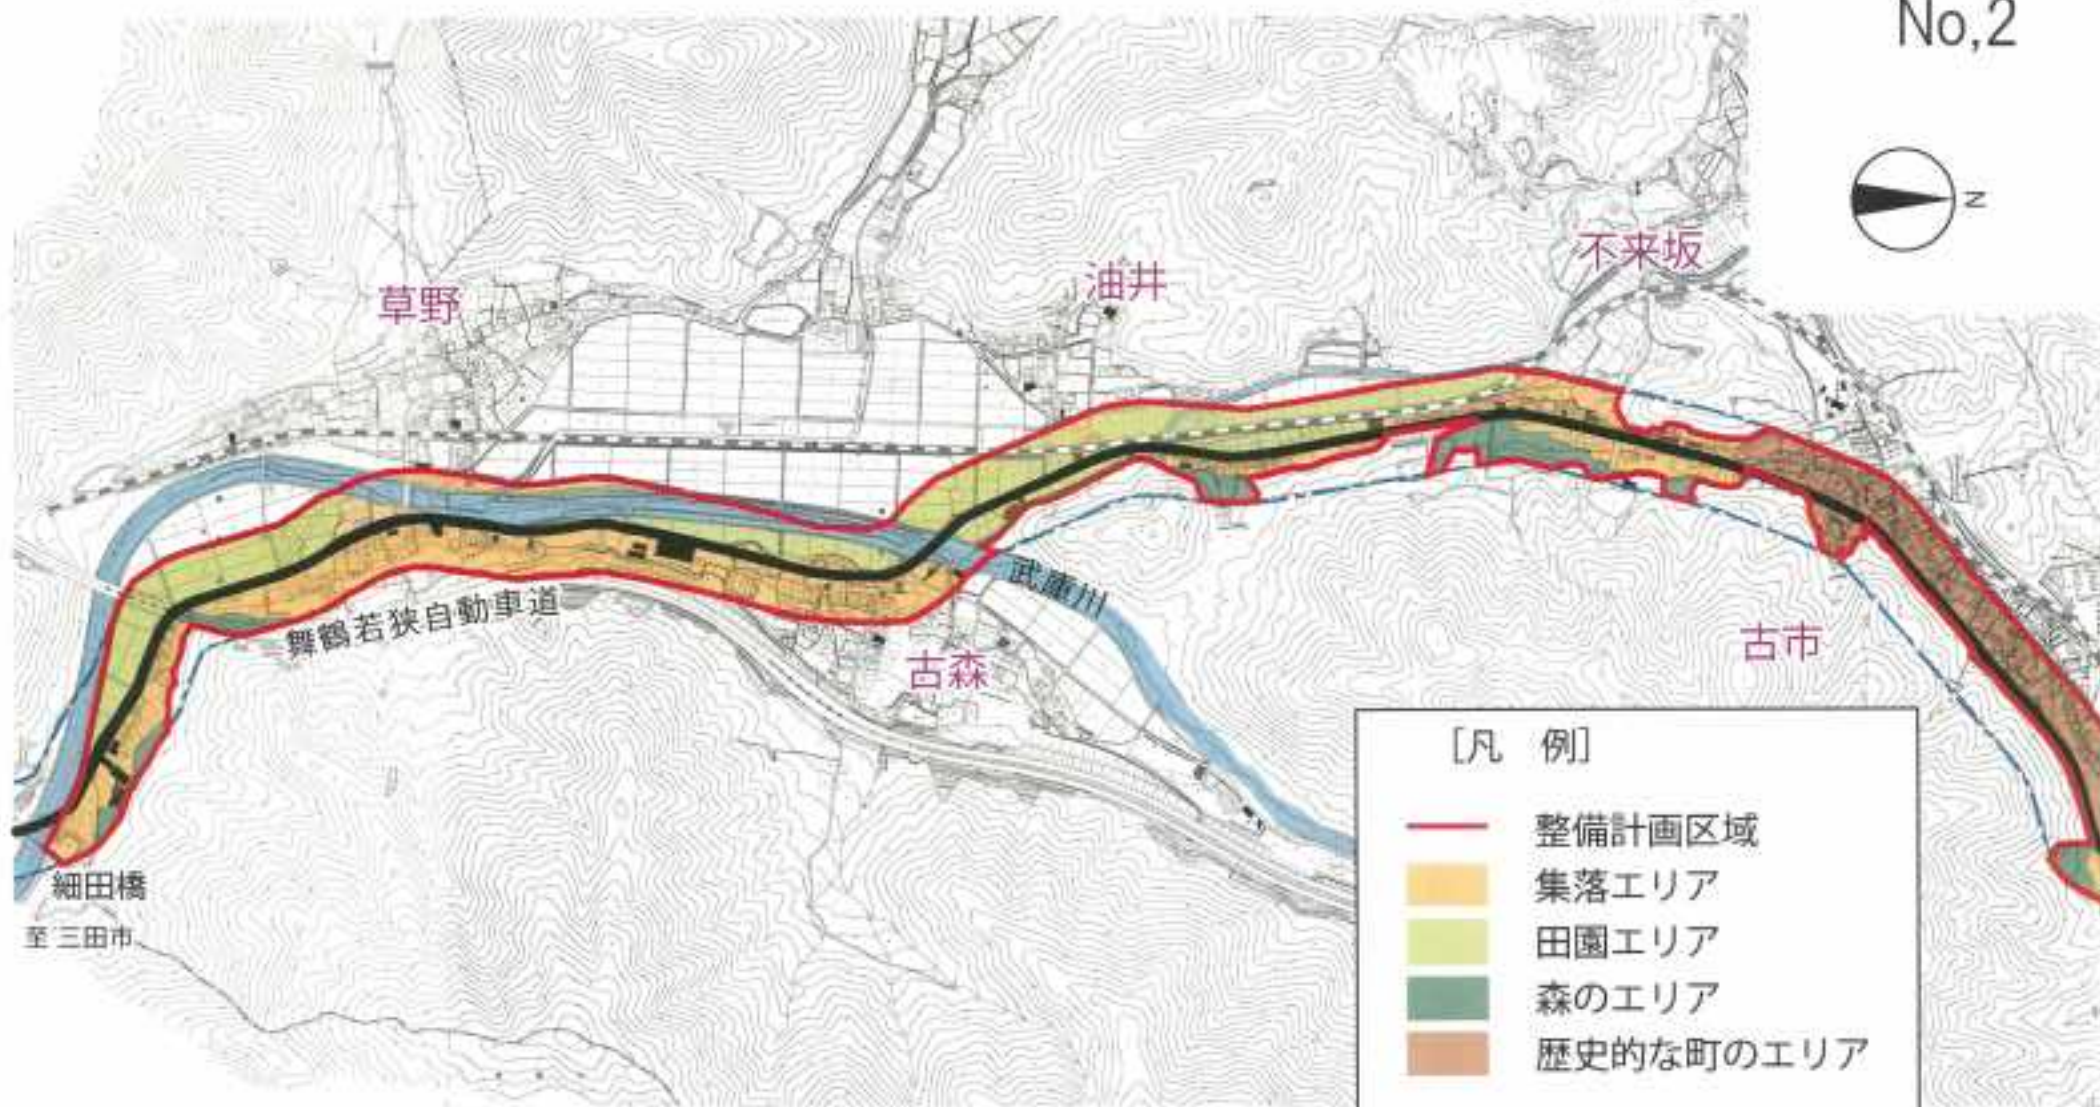 No,2
N
不来坂
油井
草野
武庫川
舞鶴若狭自動車道
古森
古市
細田橋
至 三田市
[凡 例]
整備計画区域
集落エリア
田園エリア
森のエリア
歴史的な町のエリア